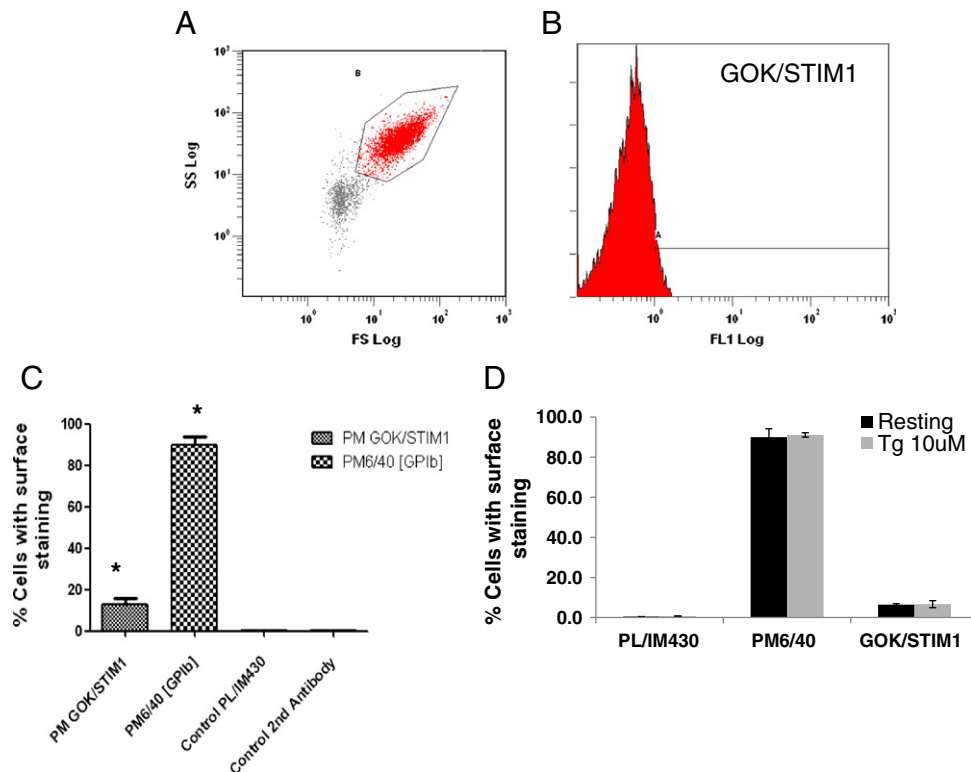 A
B
10³
10²
10¹
10⁰
SS Log
B
10⁰ 10¹ 10² 10³
FS Log
GOK/STIM1
A
10⁰ 10¹ 10² 10³
FL1 Log
C
D
% Cells with surface
staining
100
80
60
40
20
0
*
*
PM GOK/STIM1
PM6/40 [GPIb]
PM GOK/STIM1
PM6/40 [GPIb]
Control PL/IM430
Control 2nd Antibody
% Cells with surface
staining
100.0
80.0
60.0
40.0
20.0
0.0
Resting
Tg 10uM
PL/IM430 PM6/40 GOK/STIM1